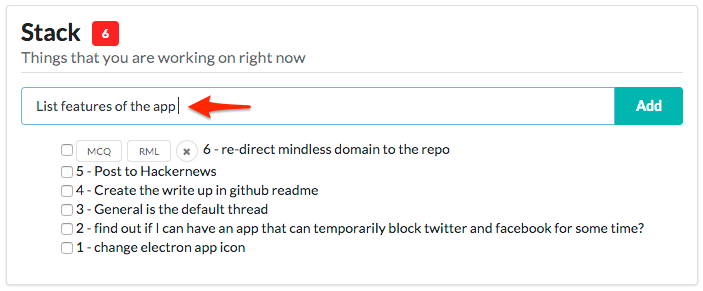 Stack 6
Things that you are working on right now
List features of the app Add
MCQ RML × 6 - re-direct mindless domain to the repo
5 - Post to Hackernews
4 - Create the write up in github readme
3 - General is the default thread
2 - find out if I can have an app that can temporarily block twitter and facebook for some time?
1 - change electron app icon